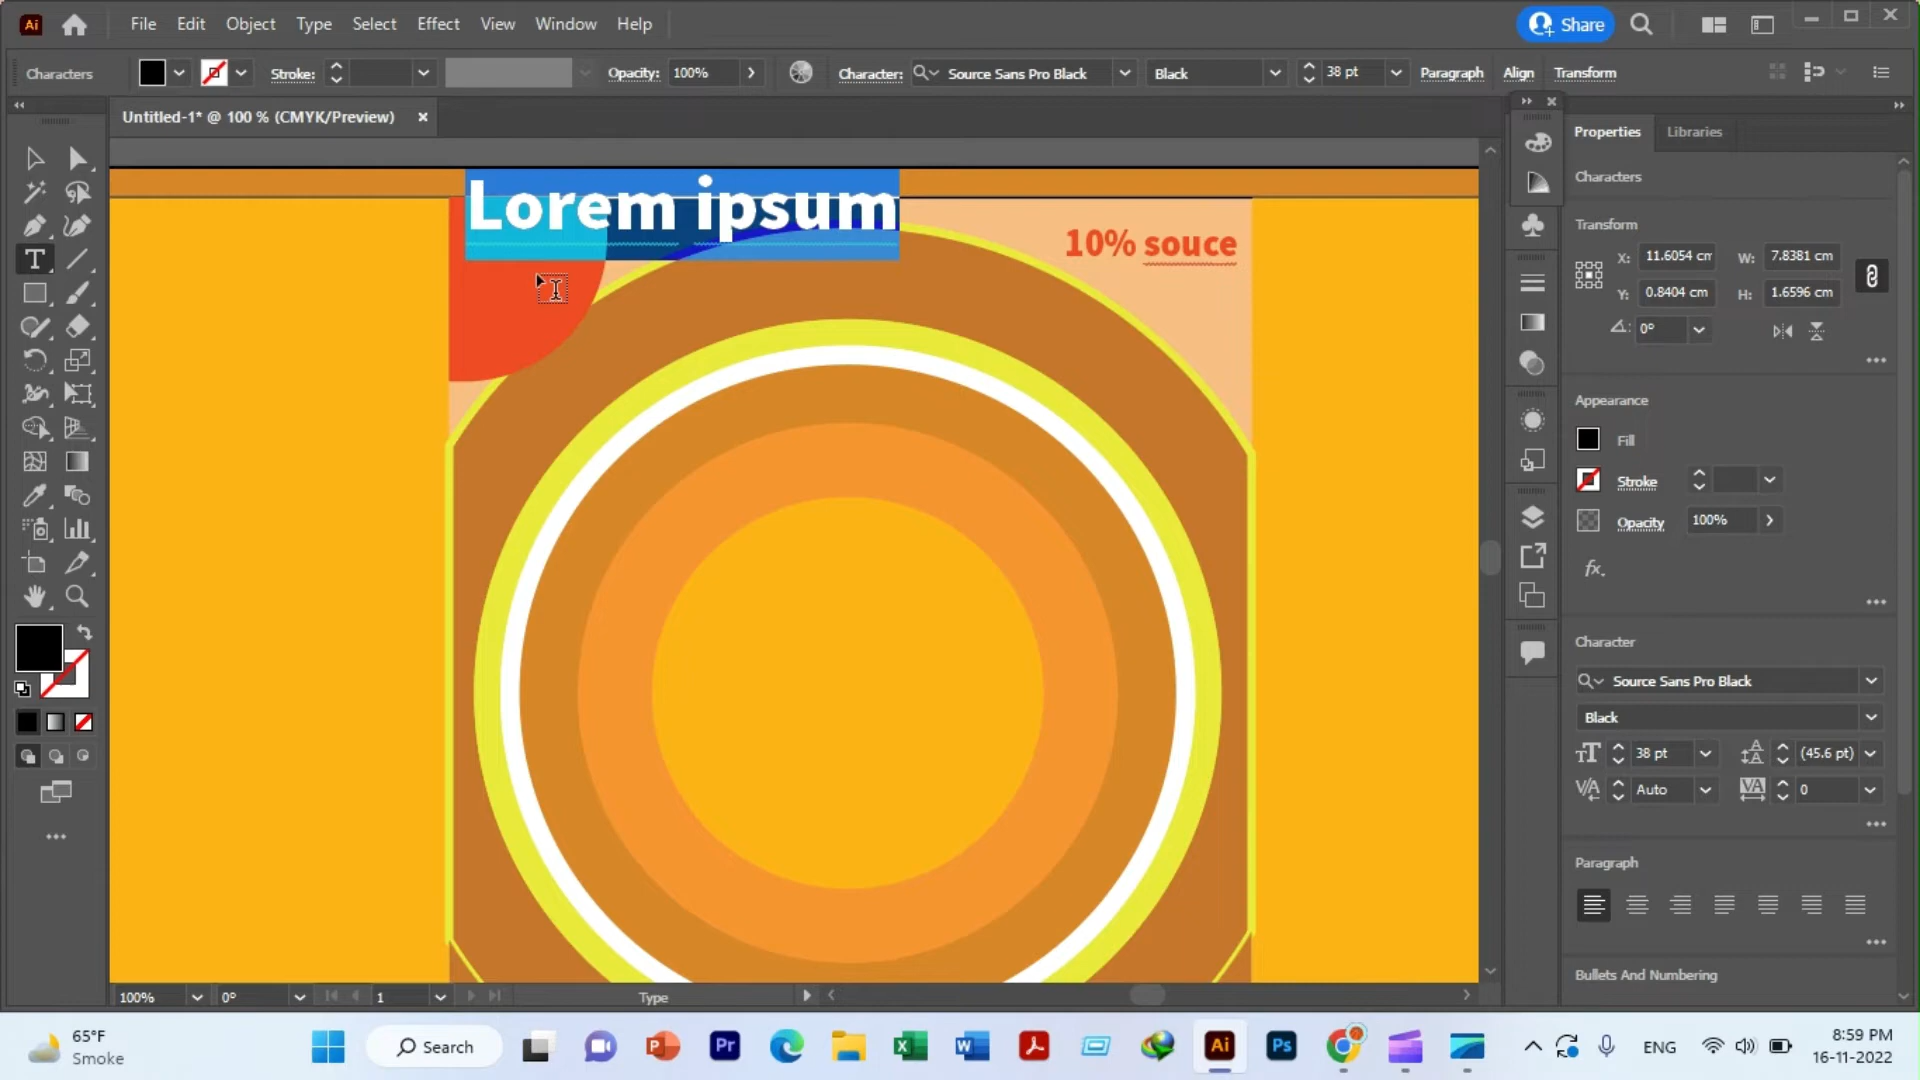 Ai File Edit Object Type Select Effect View Window Help Share
Characters Stroke: Opacity: 100% Character: Source Sans Pro Black Black 38 pt Paragraph Align Transform
Untitled-1* @ 100 % (CMYK/Preview)
Properties Libraries
Characters
Lorem ipsum
10% souce
Transform
X: 11.6054 cm W: 7.8381 cm
Y: 0.8404 cm H: 1.6596 cm
0°
Appearance
Fill
Stroke
Opacity 100%
fx.
Character
Source Sans Pro Black
Black
38 pt (45.6 pt)
Auto 0
Paragraph
Bullets And Numbering
100% 0° 1 Type
65°F
Smoke
Search
Pr
Ai
Ps
ENG
8:59 PM
16-11-2022